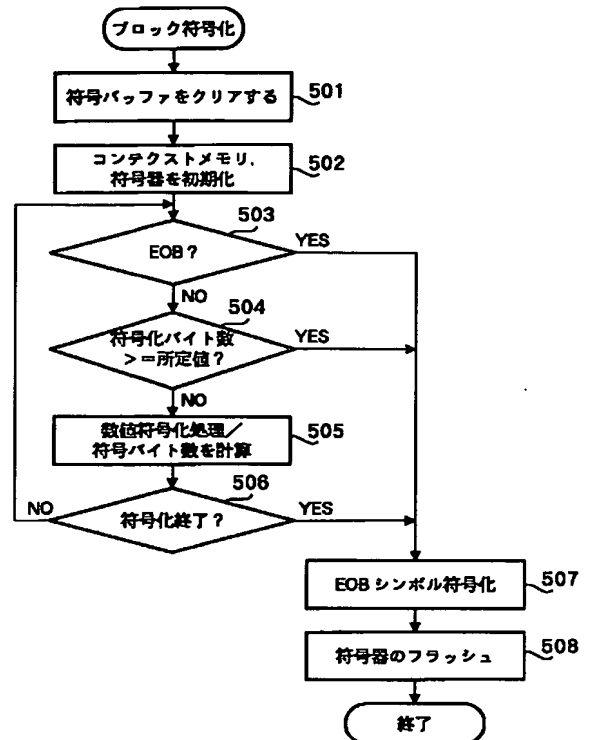 ブロック符号化
符号バッファをクリアする
501
コンテクストメモリ,
符号器を初期化
502
503
EOB?
YES
NO
504
符号化バイト数
>=所定値?
YES
NO
数値符号化処理/
符号バイト数を計算
505
506
符号化終了?
NO
YES
EOBシンボル符号化
507
符号器のフラッシュ
508
終了